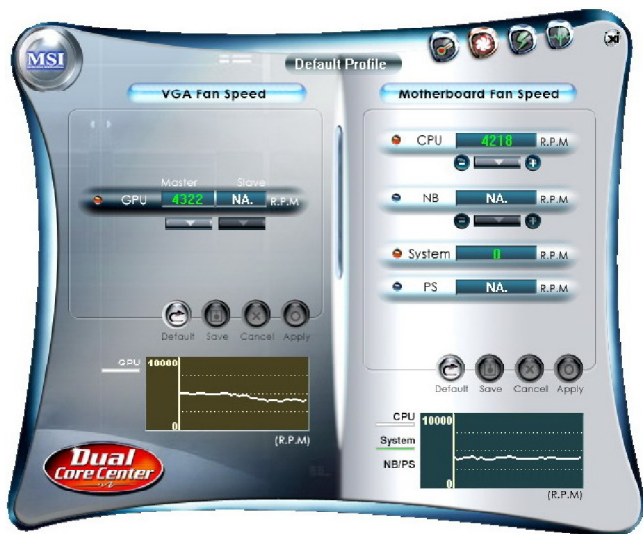 MSI
Default Profile
VGA Fan Speed
Master Slave
GPU 4322 NA. R.P.M
Default Save Cancel Apply
GPU
10000
0
(R.P.M)
Dual
Core Center
Motherboard Fan Speed
CPU 4218 R.P.M
NB NA. R.P.M
System 0 R.P.M
PS NA. R.P.M
Default Save Cancel Apply
CPU
System
NB/PS
10000
0
(R.P.M)